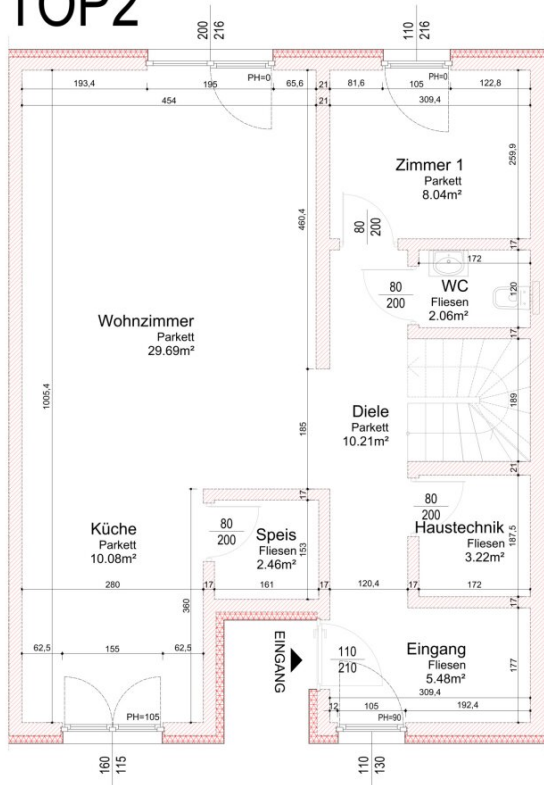 TOP2
200
216
110
216
PH=0
PH=0
193,4
195
65,6
21
81,6
105
122,8
454
21
309,4
259,9
460,4
Zimmer 1
Parkett
8.04m²
80
200
17
172
80
200
WC
Fliesen
2.06m²
120
17
Wohnzimmer
Parkett
29.69m²
1005,4
185
Diele
Parkett
10.21m²
189
21
17
80
200
Haustechnik
Fliesen
3.22m²
187,5
Küche
Parkett
10.08m²
80
200
Speis
Fliesen
2.46m²
153
280
17
161
17
120,4
17
172
17
360
62,5
155
62,5
EINGANG
110
210
Eingang
Fliesen
5.48m²
177
309,4
12
105
192,4
PH=105
PH=90
160
115
110
130